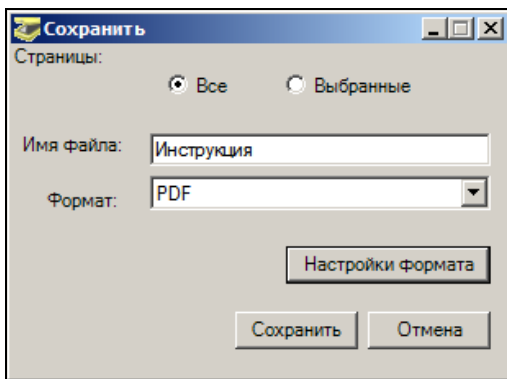 Сохранить
Страницы:
Все Выбранные
Имя файла: Инструкция
Формат: PDF
Настройки формата
Сохранить Отмена